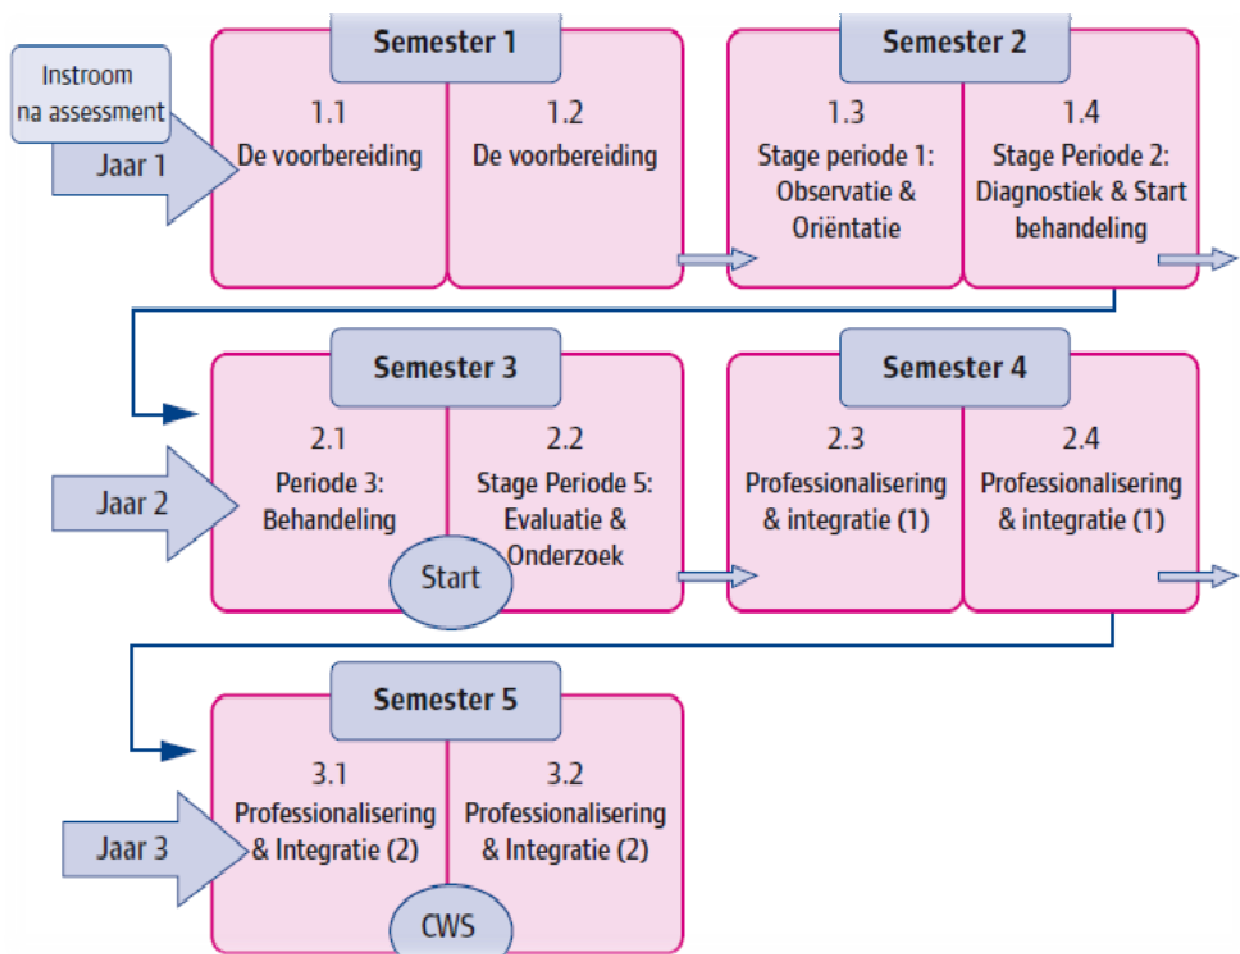 Instroom
na assessment
Jaar 1
Semester 1
1.1
De voorbereiding
1.2
De voorbereiding
Semester 2
1.3
Stage periode 1:
Observatie &
Oriëntatie
1.4
Stage Periode 2:
Diagnostiek & Start
behandeling
Jaar 2
Semester 3
2.1
Periode 3:
Behandeling
2.2
Stage Periode 5:
Evaluatie &
Onderzoek
Start
Semester 4
2.3
Professionalisering
& integratie (1)
2.4
Professionalisering
& integratie (1)
Jaar 3
Semester 5
3.1
Professionalisering
& Integratie (2)
3.2
Professionalisering
& Integratie (2)
CWS